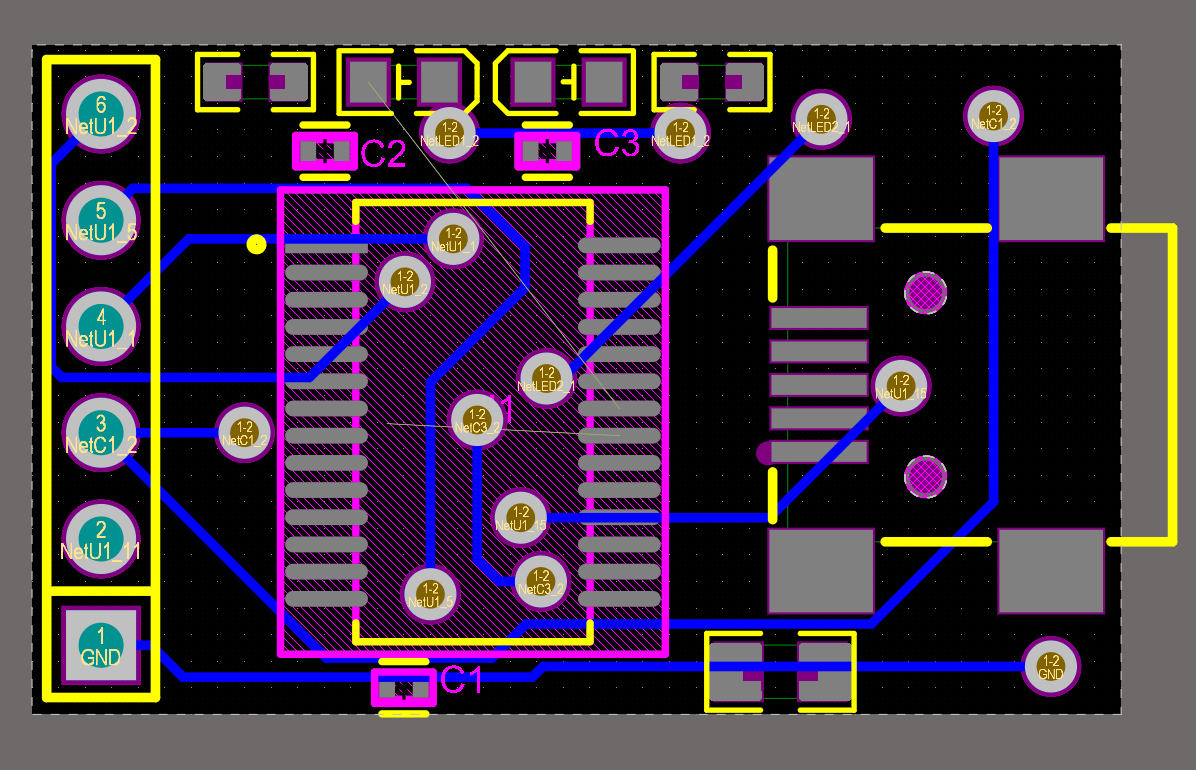 6
NetU1_2
5
NetU1_5
4
NetU1_1
3
NetC1_2
2
NetU1_11
1
GND
C2
1-2
NetLED1_2
C3
1-2
NetLED1_2
1-2
NetLED2_1
1-2
NetC1_2
1-2
NetU1_1
1-2
NetU1_2
1-2
NetLED2_1
1-2
NetC3_2
1
1-2
NetU1_15
1-2
NetC1_2
1-2
NetU1_15
1-2
NetC3_2
1-2
NetU1_5
C1
1-2
GND